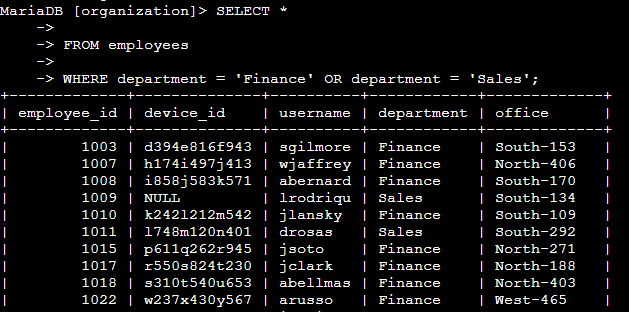 MariaDB [organization]> SELECT *
    ->
    -> FROM employees
    ->
    -> WHERE department = 'Finance' OR department = 'Sales';
+-------------+--------------+----------+------------+-------------+
| employee_id | device_id    | username | department | office      |
+-------------+--------------+----------+------------+-------------+
|        1003 | d394e816f943 | sgilmore | Finance    | South-153   |
|        1007 | h174i497j413 | wjaffrey | Finance    | North-406   |
|        1008 | i858j583k571 | abernard | Finance    | South-170   |
|        1009 | NULL         | lrodriqu | Sales      | South-134   |
|        1010 | k242l212m542 | jlansky  | Finance    | South-109   |
|        1011 | l748m120n401 | drosas   | Sales      | South-292   |
|        1015 | p611q262r945 | jsoto    | Finance    | North-271   |
|        1017 | r550s824t230 | jclark   | Finance    | North-188   |
|        1018 | s310t540u653 | abellmas | Finance    | North-403   |
|        1022 | w237x430y567 | arusso   | Finance    | West-465    |